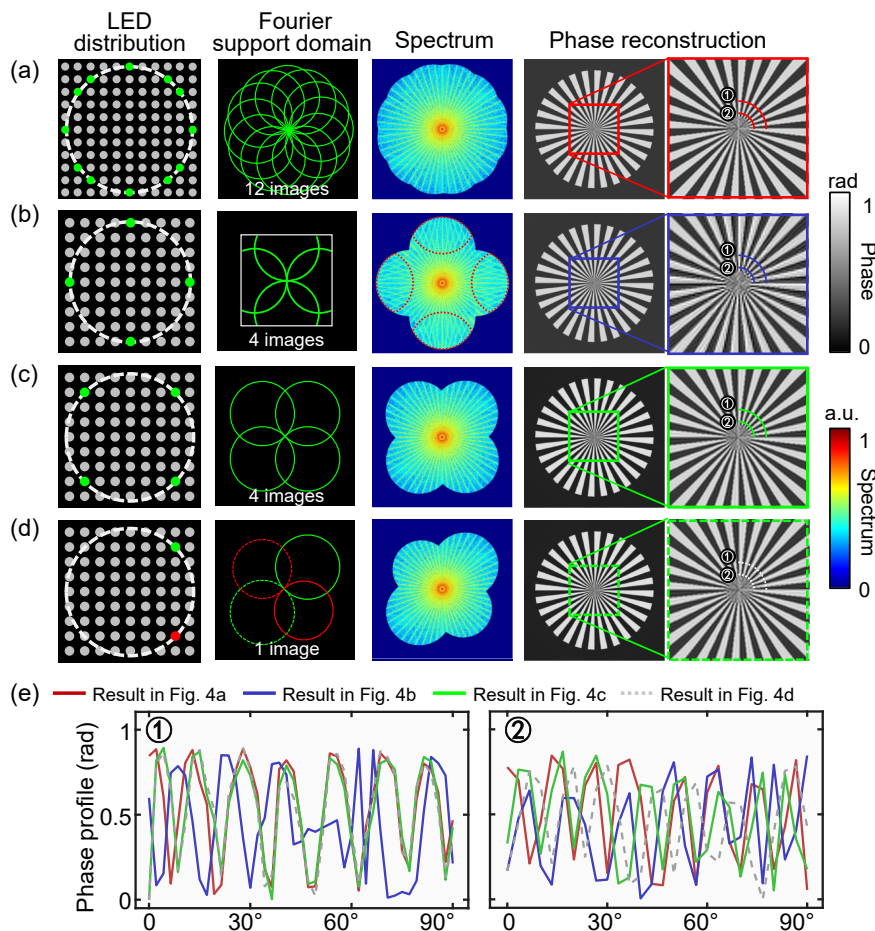 LED distribution
Fourier support domain
Spectrum
Phase reconstruction
(a)
12 images
①
②
rad
1
Phase
0
(b)
4 images
①
②
(c)
4 images
①
②
a.u.
1
Spectrum
0
(d)
1 image
①
②
(e)
Result in Fig. 4a
Result in Fig. 4b
Result in Fig. 4c
Result in Fig. 4d
Phase profile (rad)
1
0.5
0
①
0 30° 60° 90°
②
0 30° 60° 90°